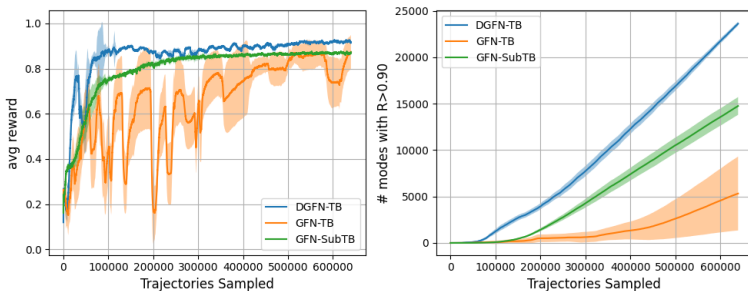 1.0
0.8
0.6
0.4
0.2
0.0
avg reward
DGFN-TB
GFN-TB
GFN-SubTB
0 100000 200000 300000 400000 500000 600000
Trajectories Sampled
25000
20000
15000
10000
5000
0
# modes with R>0.90
DGFN-TB
GFN-TB
GFN-SubTB
0 100000 200000 300000 400000 500000 600000
Trajectories Sampled